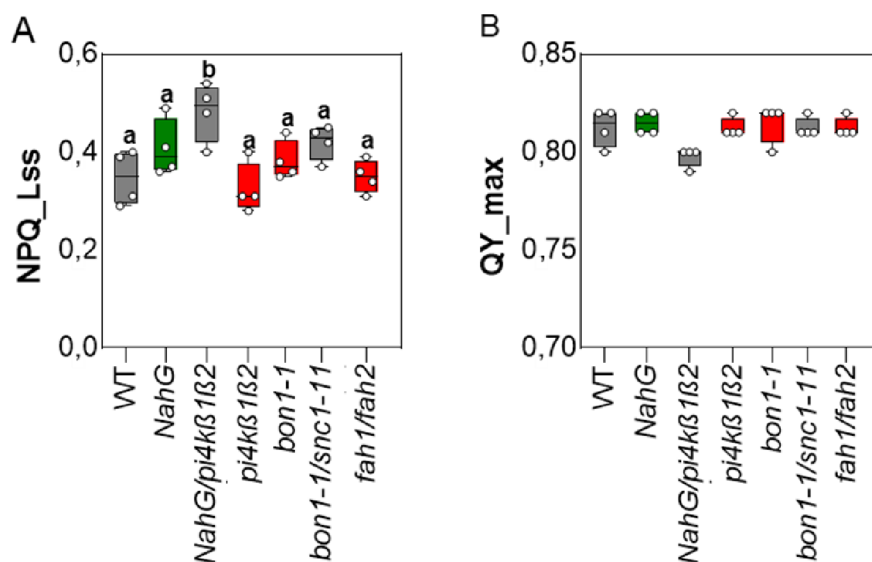 A
NPQ_Lss
0,6
0,4
0,2
0,0
a
a
b
a
a
a
a
WT
NahG
NahG/pi4kß1ß2
pi4kß1ß2
bon1-1
bon1-1/snc1-11
fah1/fah2
B
QY_max
0,85
0,80
0,75
0,70
WT
NahG
NahG/pi4kß1ß2
pi4kß1ß2
bon1-1
bon1-1/snc1-11
fah1/fah2